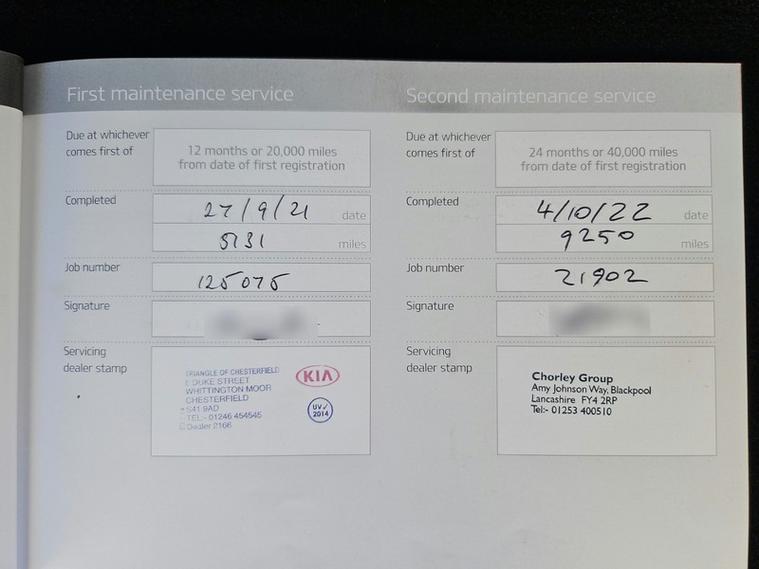 First maintenance service
Due at whichever
comes first of
12 months or 20,000 miles
from date of first registration
Completed
27/9/21 date
5131 miles
Job number
125075
Signature
Servicing
dealer stamp
TRIANGLE OF CHESTERFIELD
DUKE STREET
WHITTINGTON MOOR
CHESTERFIELD
S41 9AD
TEL:- 01246 454545
Dealer 2166
KIA
UV✓
2014
Second maintenance service
Due at whichever
comes first of
24 months or 40,000 miles
from date of first registration
Completed
4/10/22 date
9250 miles
Job number
21902
Signature
Servicing
dealer stamp
Chorley Group
Amy Johnson Way, Blackpool
Lancashire FY4 2RP
Tel:- 01253 400510